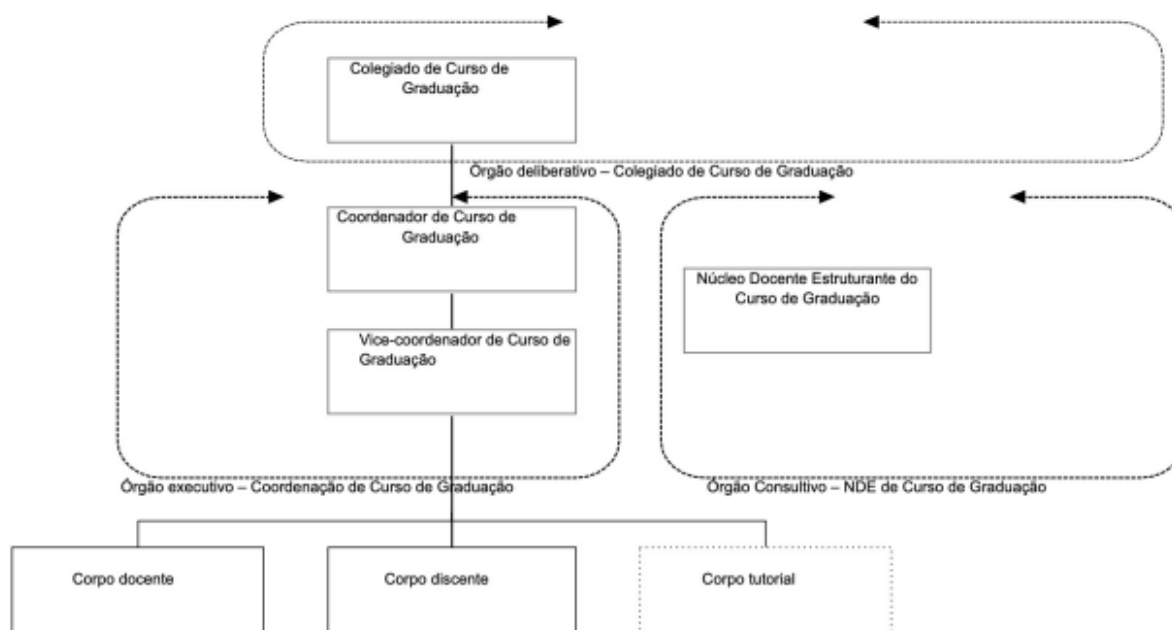 Colegiado de Curso de
Graduação
Órgão deliberativo – Colegiado de Curso de Graduação
Coordenador de Curso de
Graduação
Núcleo Docente Estruturante do
Curso de Graduação
Vice-coordenador de Curso de
Graduação
Órgão executivo – Coordenação de Curso de Graduação
Órgão Consultivo – NDE de Curso de Graduação
Corpo docente
Corpo discente
Corpo tutorial